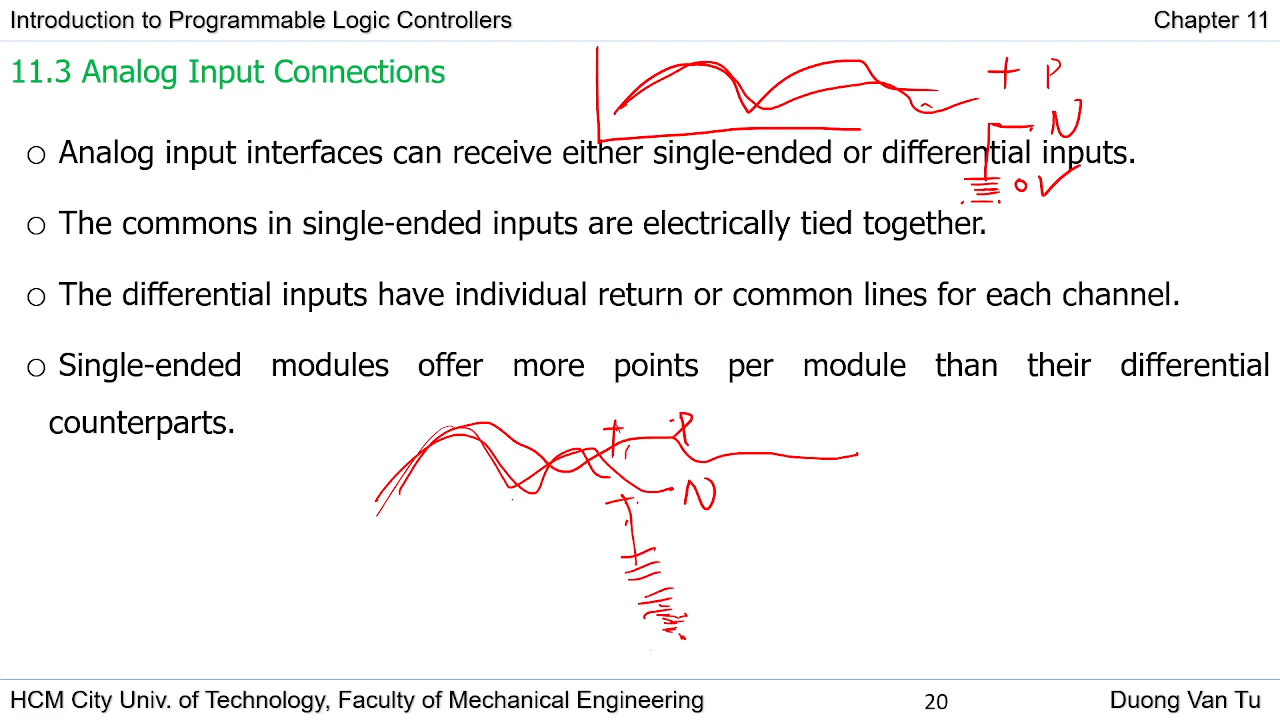 Introduction to Programmable Logic Controllers
Chapter 11
11.3 Analog Input Connections
+ P
N
0V
○ Analog input interfaces can receive either single-ended or differential inputs.
○ The commons in single-ended inputs are electrically tied together.
○ The differential inputs have individual return or common lines for each channel.
○ Single-ended modules offer more points per module than their differential
counterparts.
+ P
+ N
HCM City Univ. of Technology, Faculty of Mechanical Engineering
20
Duong Van Tu